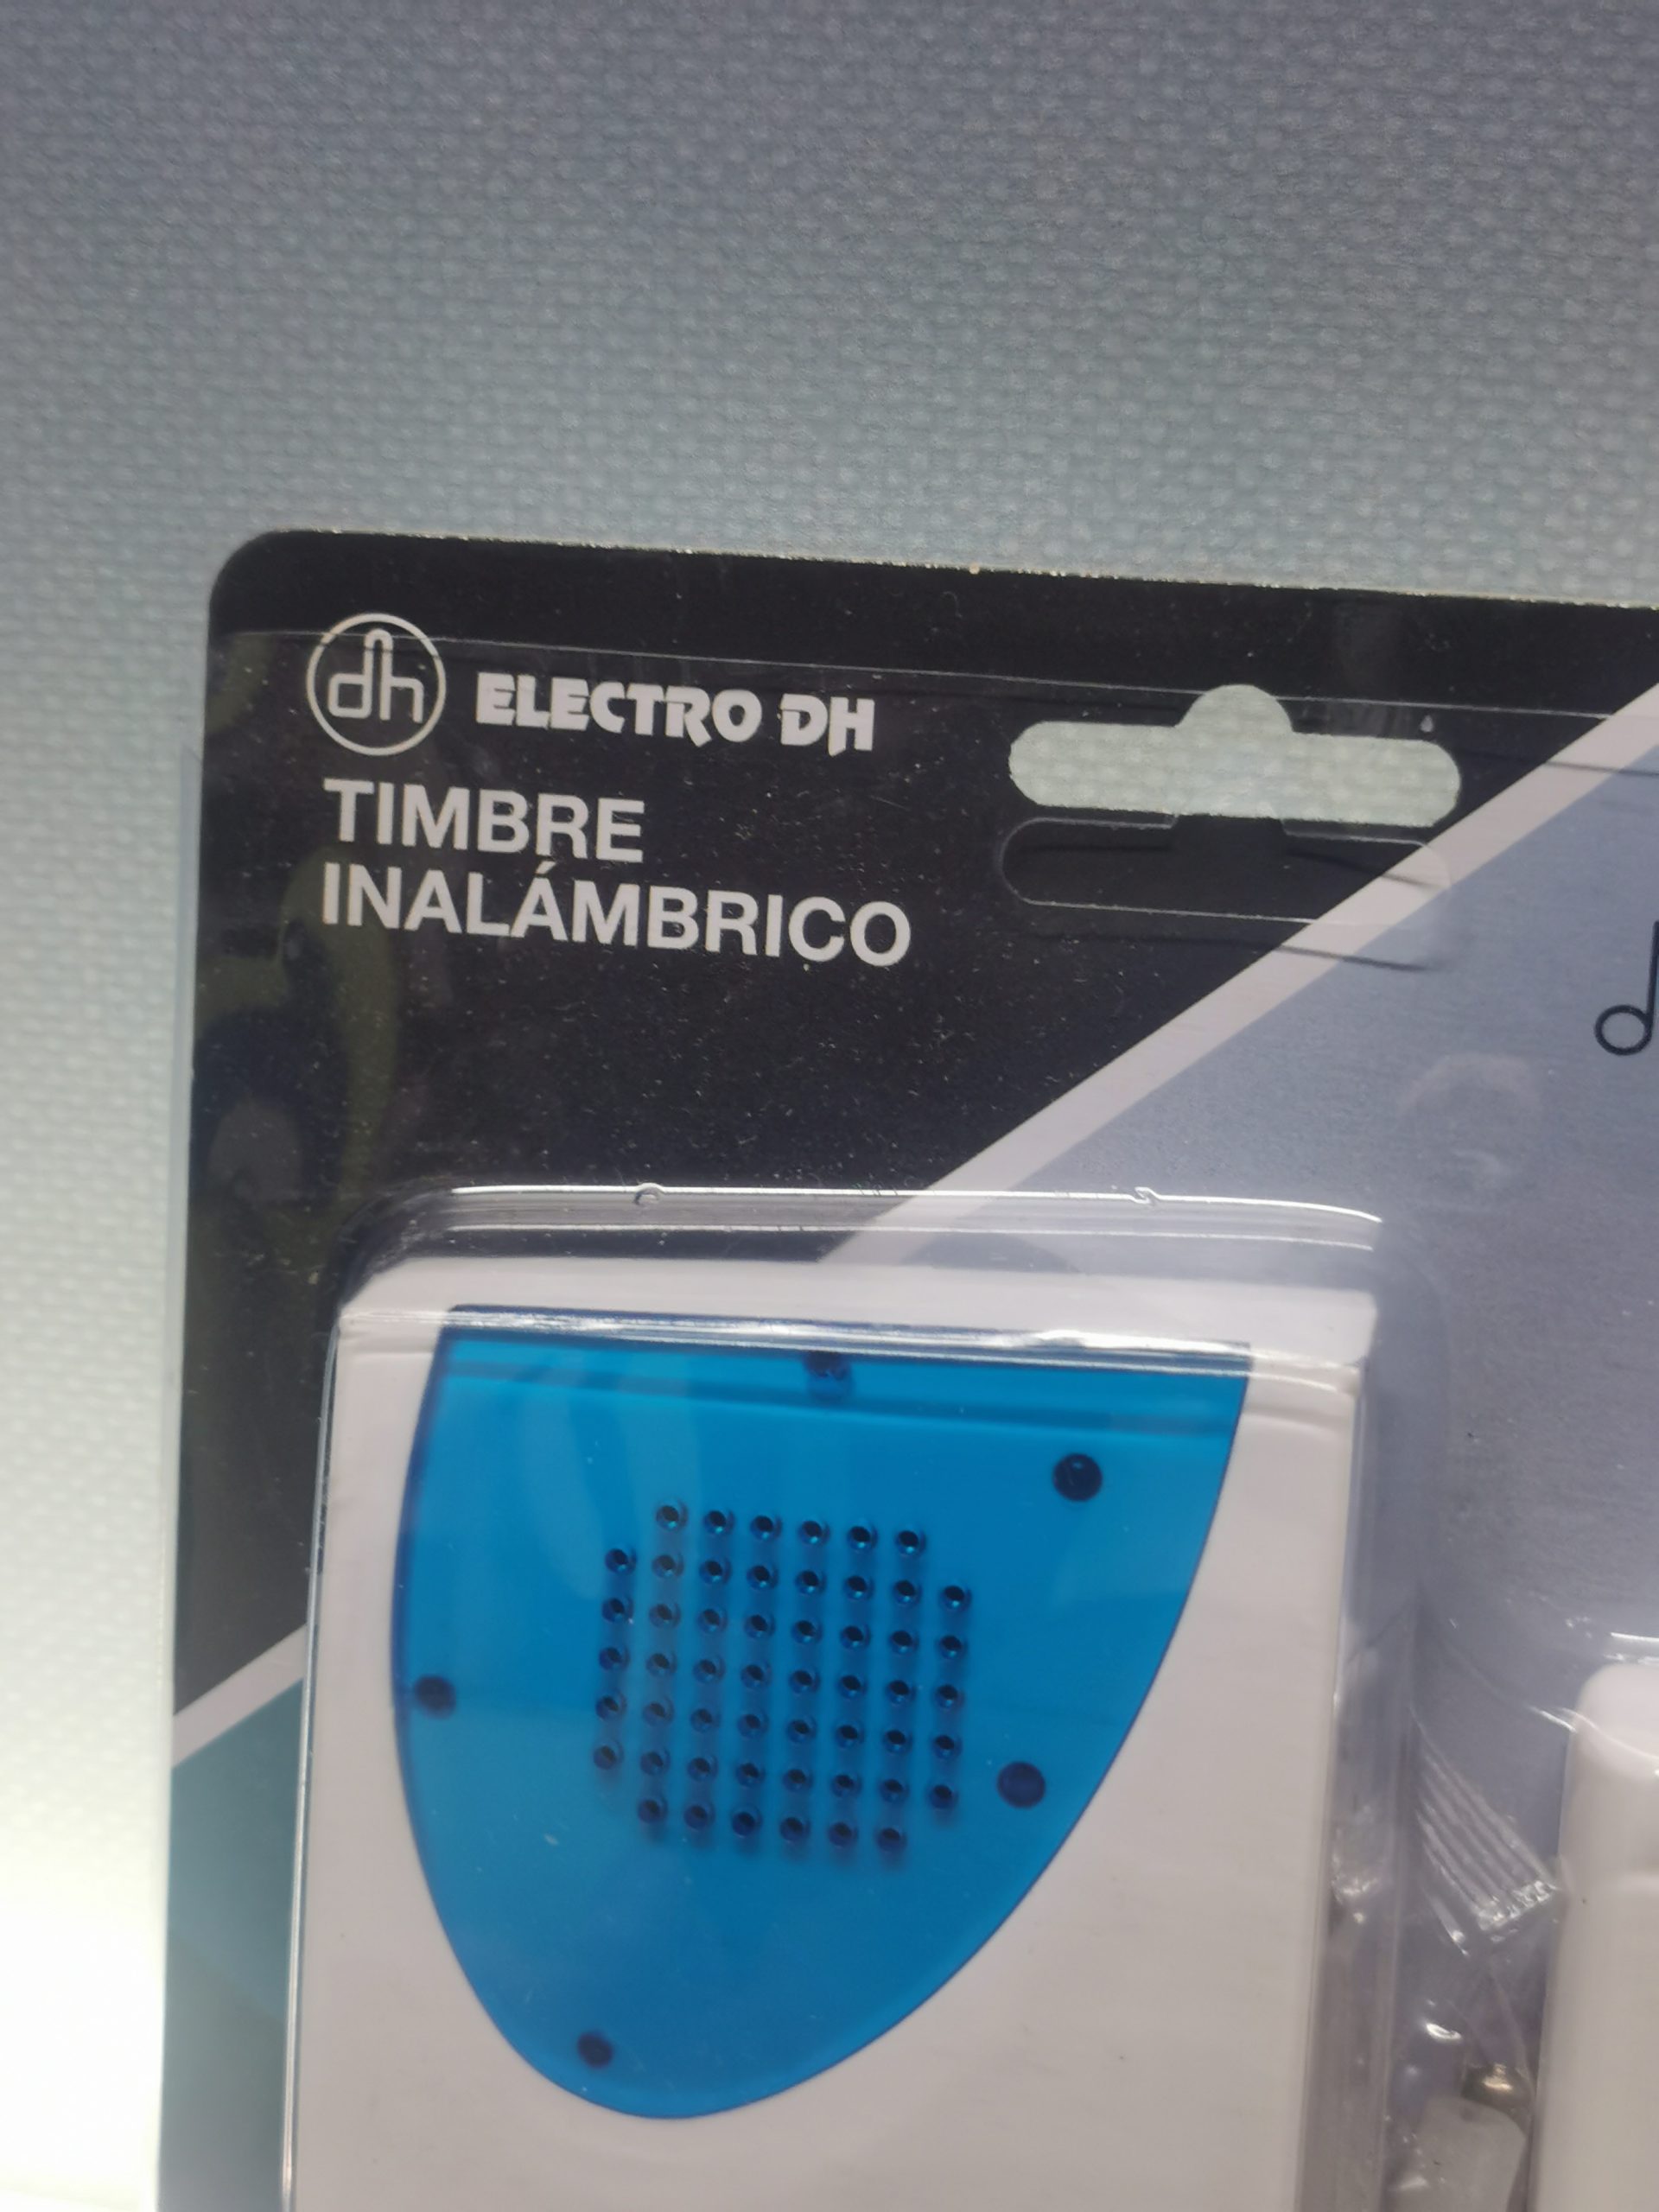 dh ELECTRO DH
TIMBRE
INALÁMBRICO